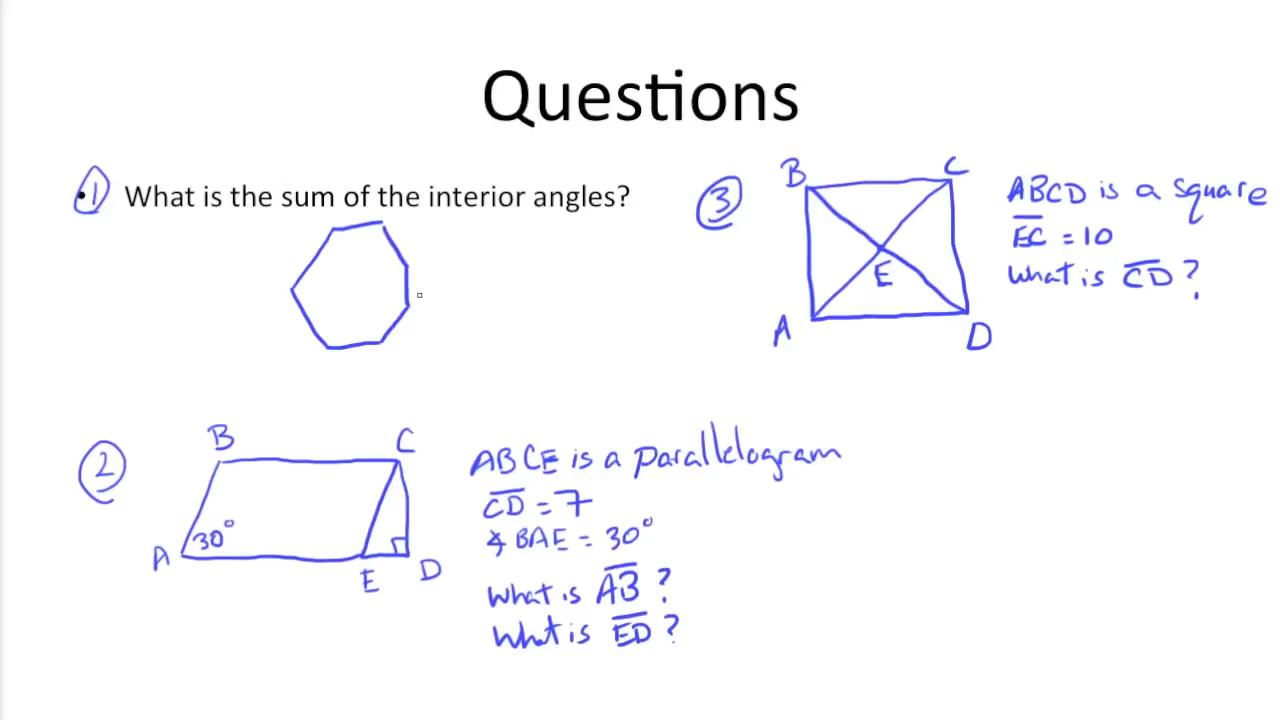 Questions
1 What is the sum of the interior angles?
3
B
C
E
A
D
ABCD is a square
EC = 10
What is CD?
2
B
C
30°
A
E
D
ABCE is a parallelogram
CD = 7
∡ BAE = 30°
What is AB?
What is ED?